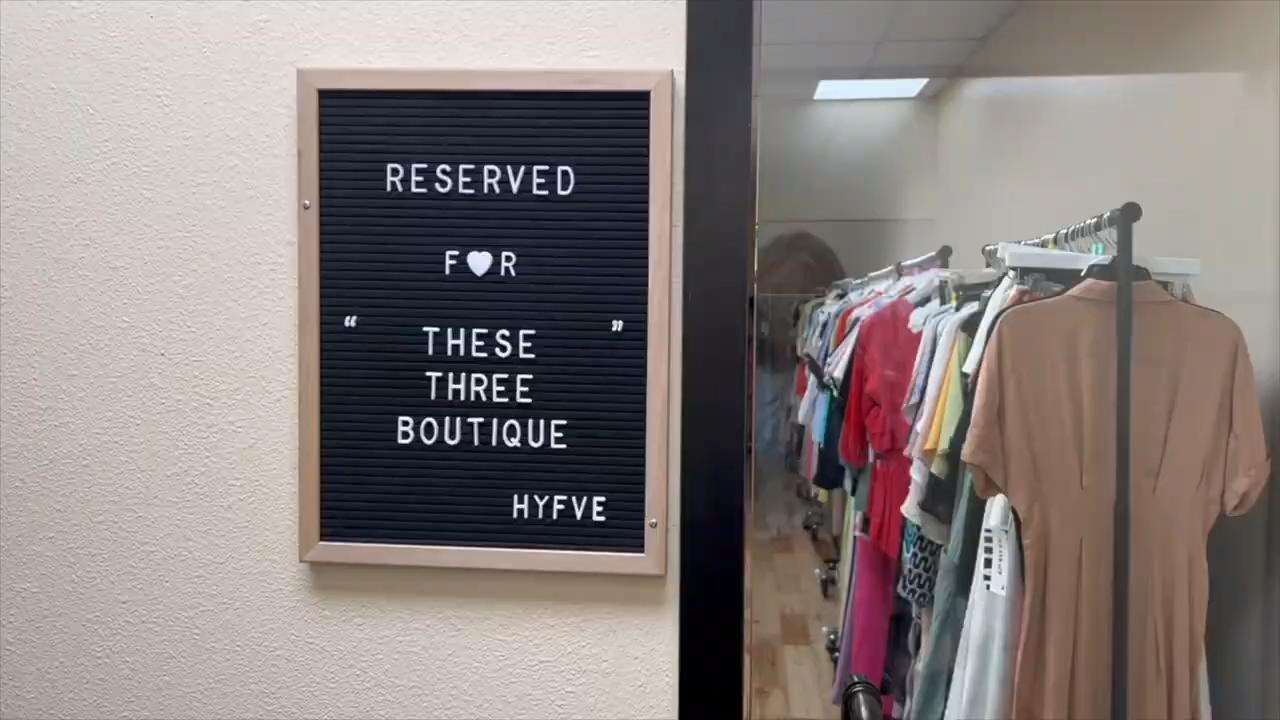 RESERVED
F♥R
“ ”
THESE
THREE
BOUTIQUE
HYFVE